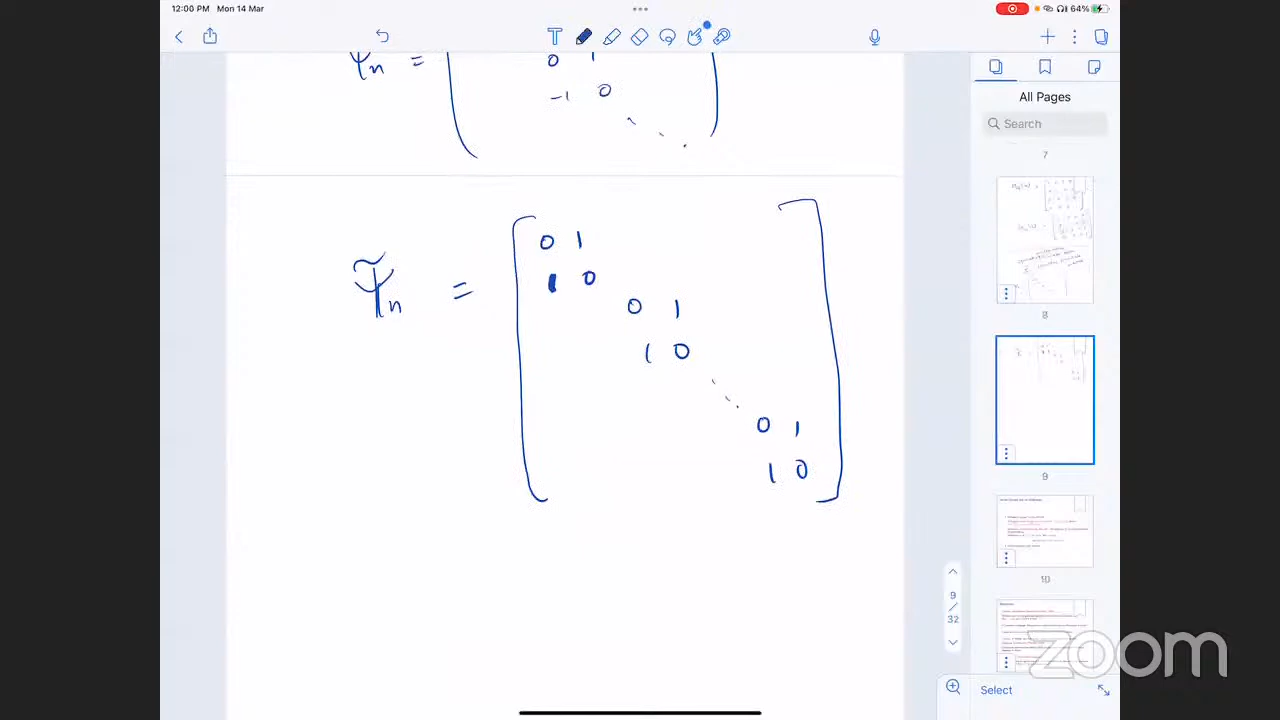 12:00 PM Mon 14 Mar
64%
T
Ψn =
0 1
-1 0
All Pages
Search
7
Ψ̃n =
0 1
1 0
0 1
1 0
0 1
1 0
8
9
10
9
/
32
zoom
Select